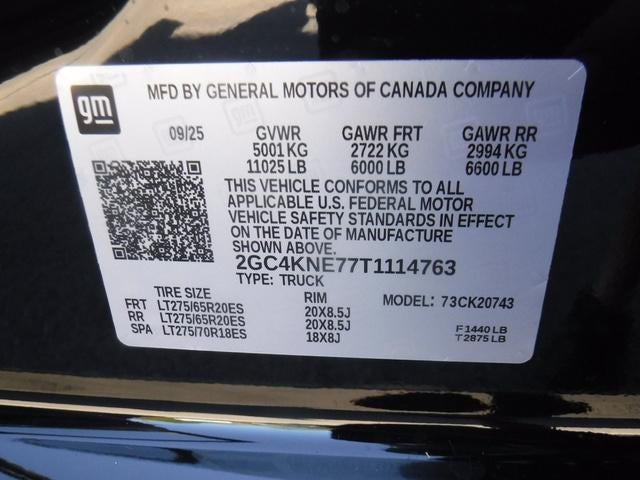 gm
MFD BY GENERAL MOTORS OF CANADA COMPANY
09/25 GVWR GAWR FRT GAWR RR
5001 KG 2722 KG 2994 KG
11025 LB 6000 LB 6600 LB
THIS VEHICLE CONFORMS TO ALL
APPLICABLE U.S. FEDERAL MOTOR
VEHICLE SAFETY STANDARDS IN EFFECT
ON THE DATE OF MANUFACTURE
SHOWN ABOVE.
2GC4KNE77T1114763
TYPE: TRUCK
TIRE SIZE RIM MODEL: 73CK20743
FRT LT275/65R20ES 20X8.5J
RR LT275/65R20ES 20X8.5J F1440 LB
SPA LT275/70R18ES 18X8J T2875 LB